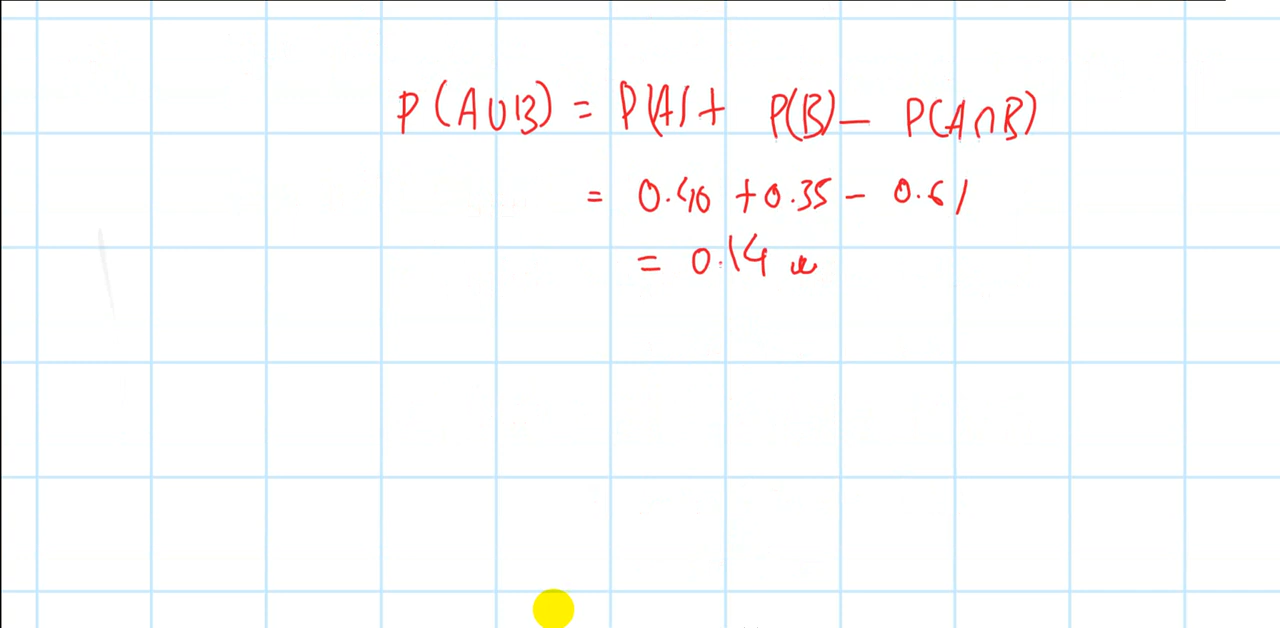 P(A∪B) = P(A) + P(B) - P(A∩B)
= 0.40 + 0.35 - 0.61
= 0.14